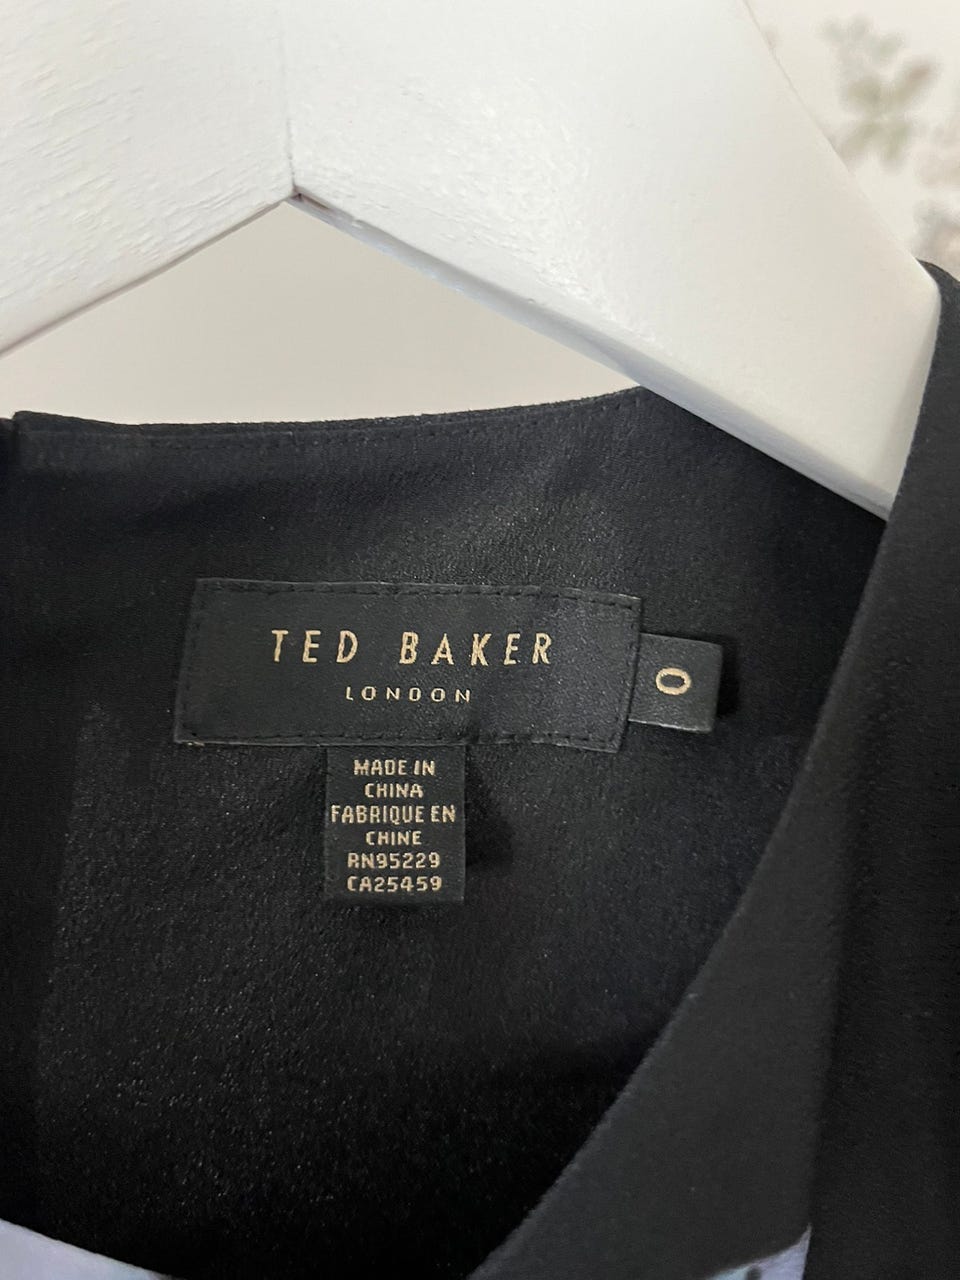 TED BAKER
LONDON
0
MADE IN
CHINA
FABRIQUE EN
CHINE
RN95229
CA25459